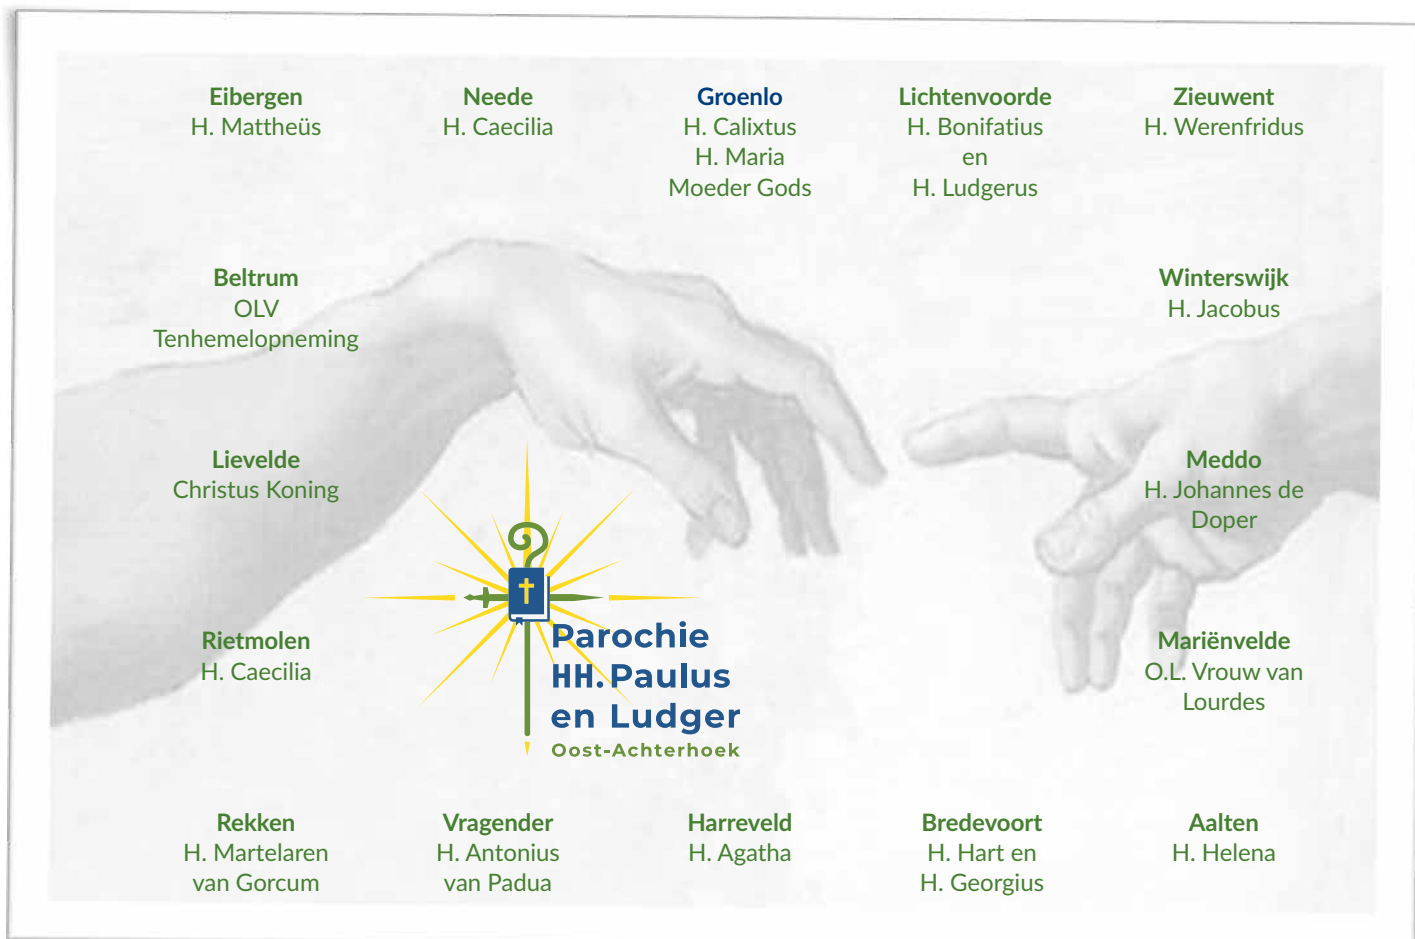 Eibergen
H. Mattheüs
Neede
H. Caecilia
Groenlo
H. Calixtus
H. Maria
Moeder Gods
Lichtenvoorde
H. Bonifatius
en
H. Ludgerus
Zieuwent
H. Werenfridus
Beltrum
OLV
Tenhemelopneming
Winterswijk
H. Jacobus
Lievelde
Christus Koning
Meddo
H. Johannes de
Doper
Rietmolen
H. Caecilia
Parochie
HH. Paulus
en Ludger
Oost-Achterhoek
Mariënvelde
O.L. Vrouw van
Lourdes
Rekken
H. Martelaren
van Gorcum
Vragender
H. Antonius
van Padua
Harreveld
H. Agatha
Bredevoort
H. Hart en
H. Georgius
Aalten
H. Helena